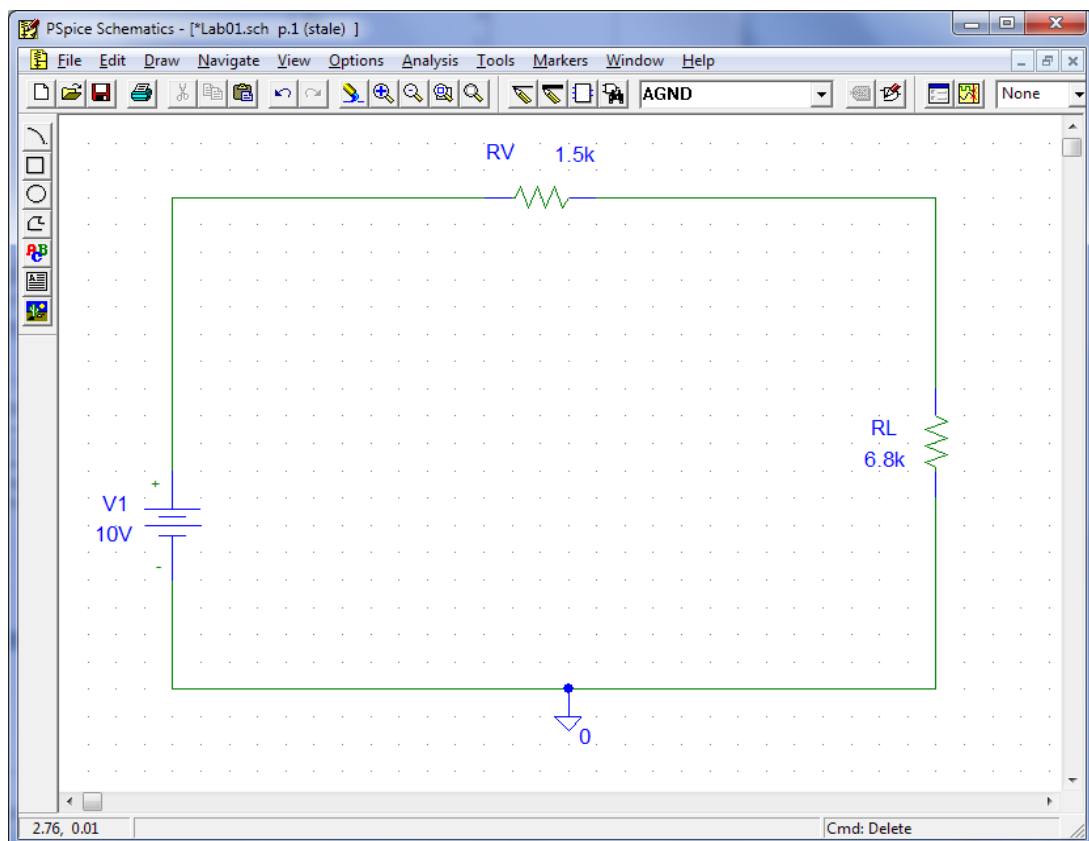 PSpice Schematics - [*Lab01.sch p.1 (stale) ]
File Edit Draw Navigate View Options Analysis Tools Markers Window Help
AGND
None
ABC
RV 1.5k
RL
6.8k
+
V1
10V
-
0
2.76, 0.01
Cmd: Delete